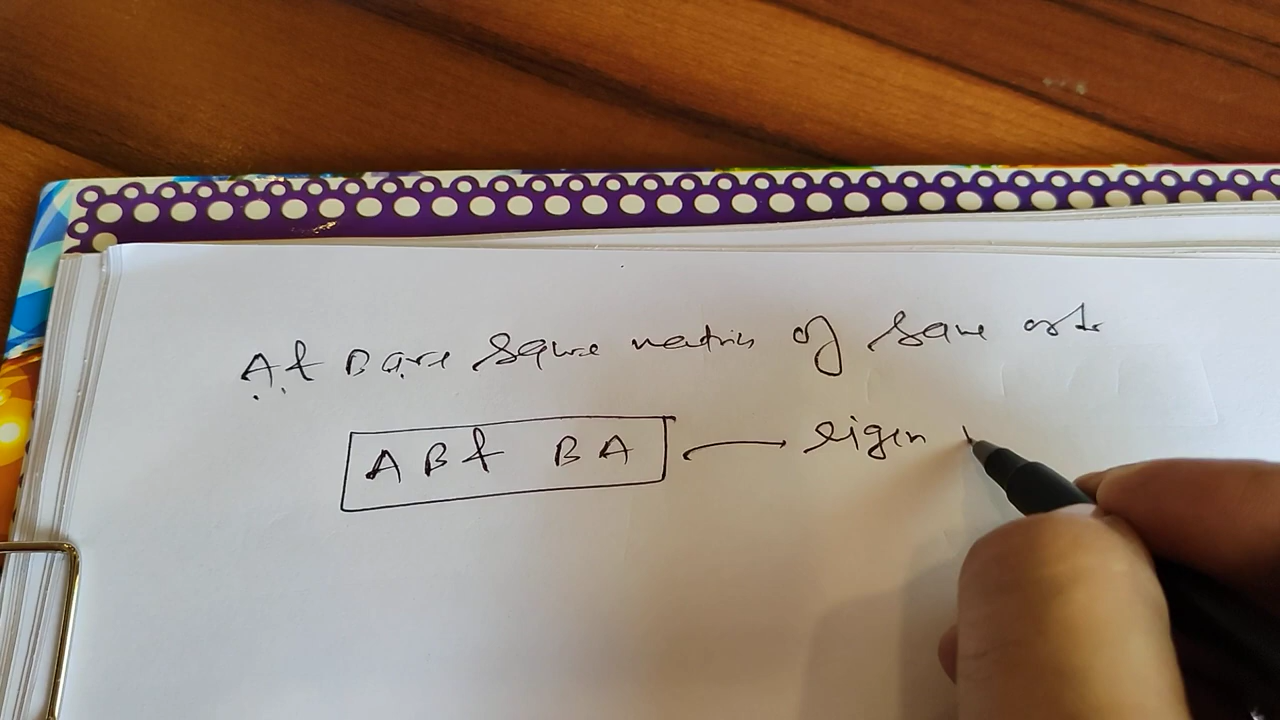 A & B are square matrix of same order
AB & BA → eigen